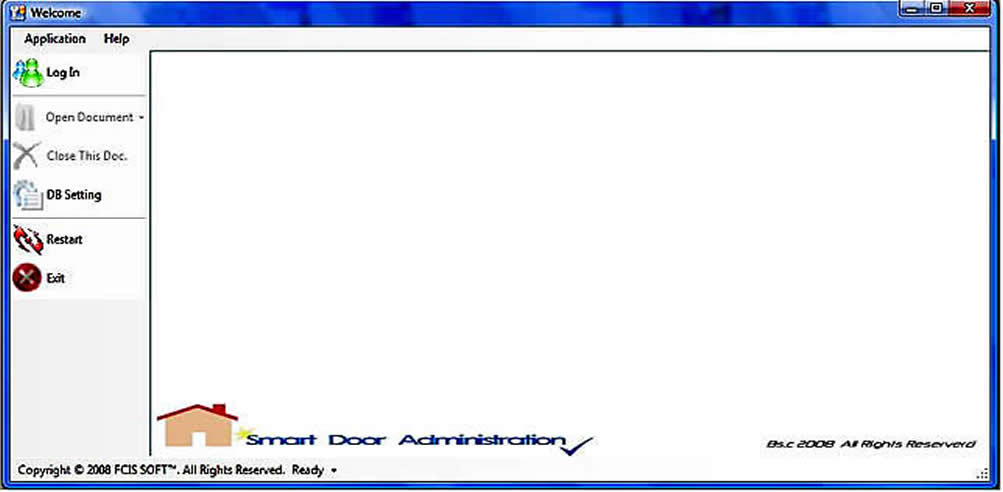 Welcome
Application Help
Log In
Open Document
Close This Doc.
DB Setting
Restart
Exit
Smart Door Administration
Bs.c 2008 All Rights Reserverd
Copyright © 2008 FCIS SOFT™. All Rights Reserved. Ready